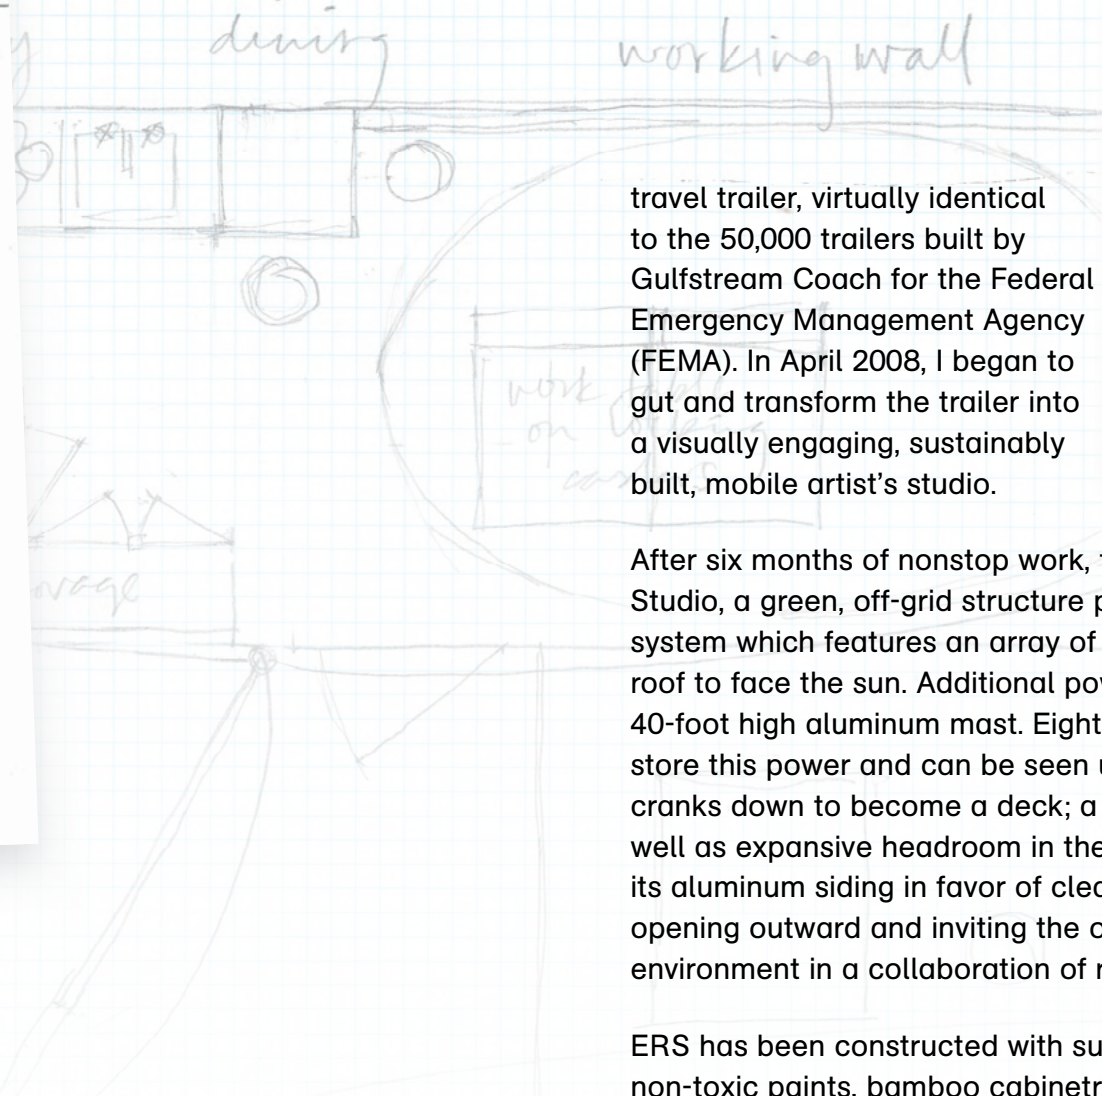 dining
working wall
travel trailer, virtually identical
to the 50,000 trailers built by
Gulfstream Coach for the Federal
Emergency Management Agency
(FEMA). In April 2008, I began to
gut and transform the trailer into
a visually engaging, sustainably
built, mobile artist’s studio.
work table
on locking
After six months of nonstop work,
Studio, a green, off-grid structure
system which features an array of
roof to face the sun. Additional
40-foot high aluminum mast. Eight
store this power and can be seen
cranks down to become a deck; a
well as expansive headroom in the
its aluminum siding in favor of
opening outward and inviting the
environment in a collaboration of
ERS has been constructed with
non-toxic paints, bamboo